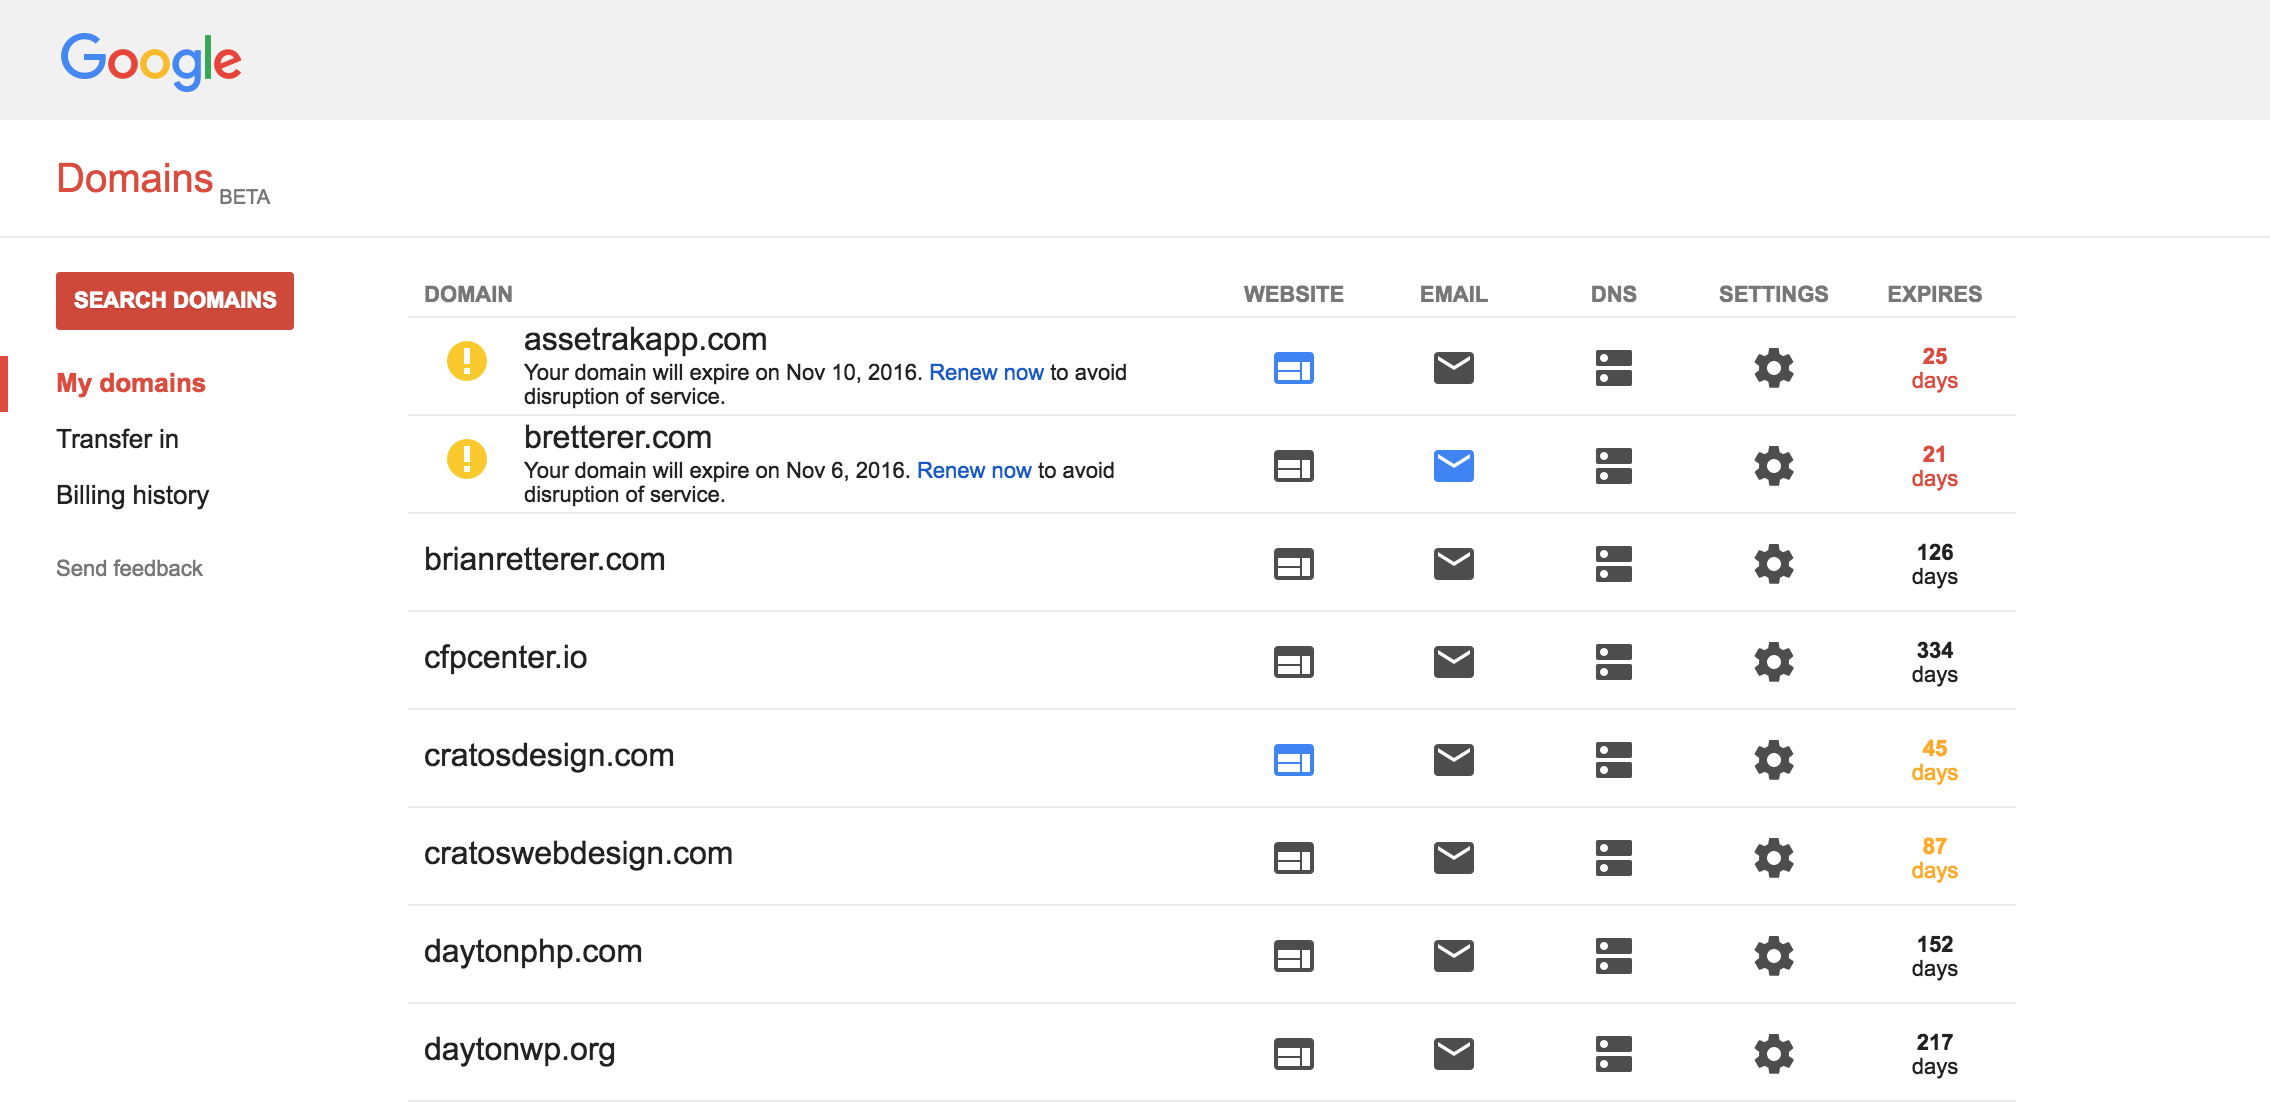 Google
Domains BETA
SEARCH DOMAINS
My domains
Transfer in
Billing history
Send feedback
DOMAIN WEBSITE EMAIL DNS SETTINGS EXPIRES
assetrakapp.com
Your domain will expire on Nov 10, 2016. Renew now to avoid
disruption of service.
25
days
bretterer.com
Your domain will expire on Nov 6, 2016. Renew now to avoid
disruption of service.
21
days
brianretterer.com
126
days
cfpcenter.io
334
days
cratosdesign.com
45
days
cratoswebdesign.com
87
days
daytonphp.com
152
days
daytonwp.org
217
days